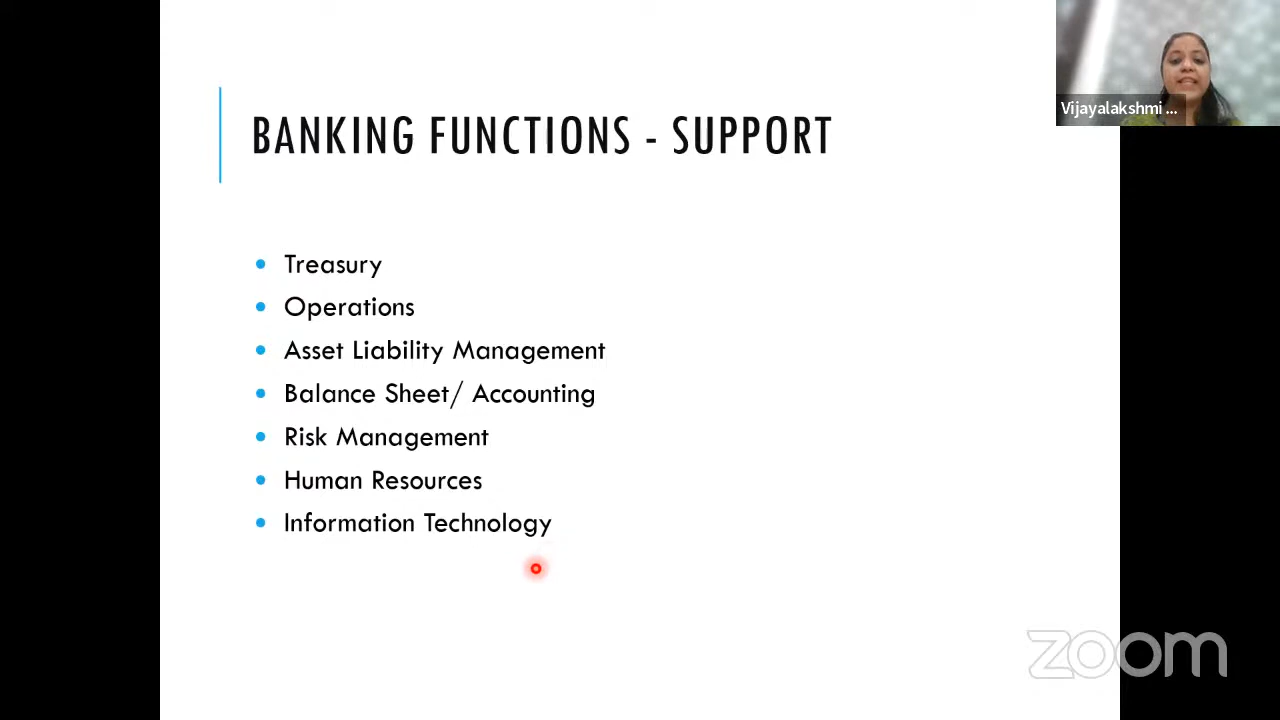 Vijayalakshmi ...
BANKING FUNCTIONS - SUPPORT
Treasury
Operations
Asset Liability Management
Balance Sheet/ Accounting
Risk Management
Human Resources
Information Technology
zoom